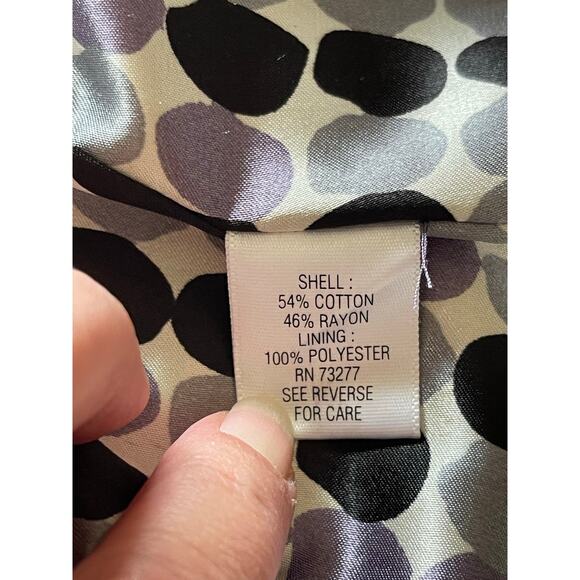 SHELL :
54% COTTON
46% RAYON
LINING :
100% POLYESTER
RN 73277
SEE REVERSE
FOR CARE